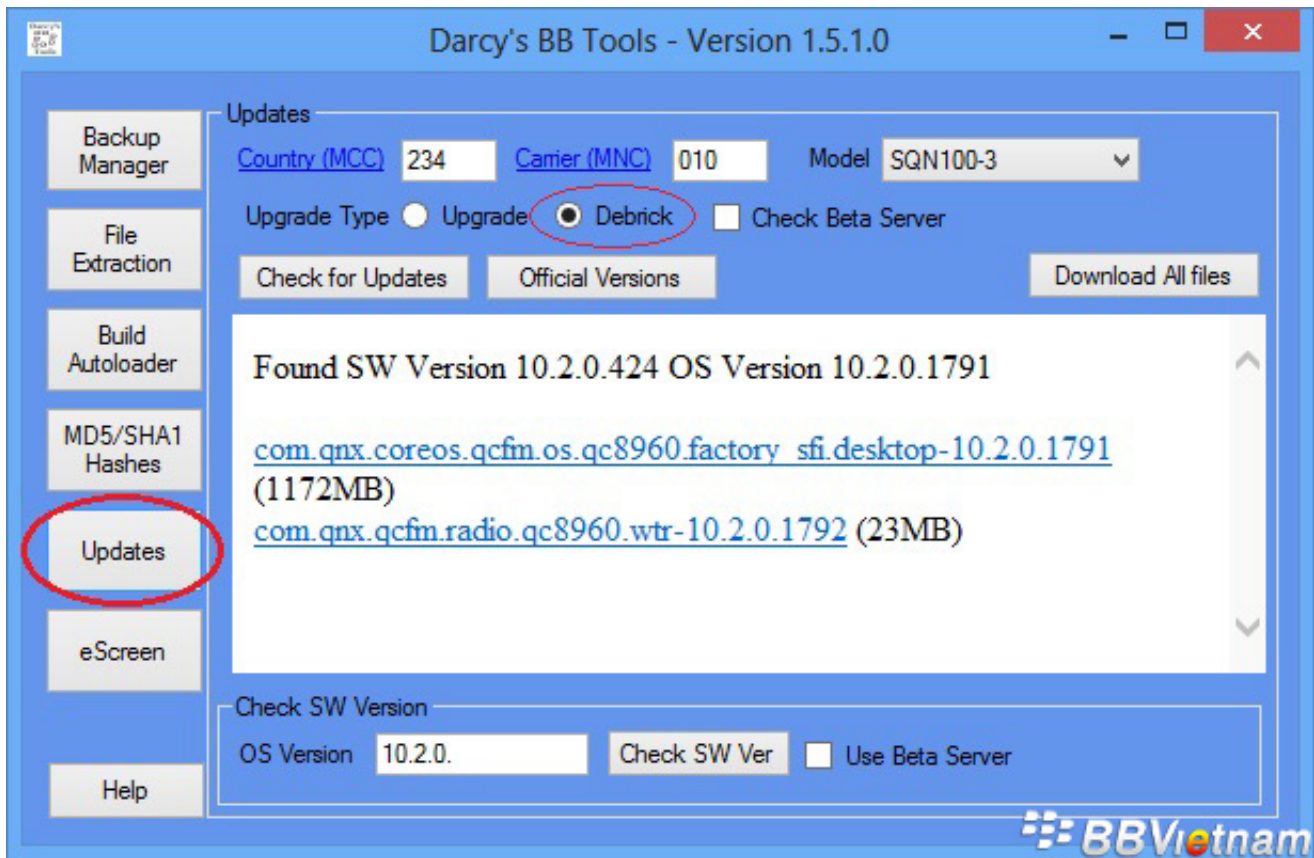 Darcy's BB Tools - Version 1.5.1.0
Backup
Manager
File
Extraction
Build
Autoloader
MD5/SHA1
Hashes
Updates
eScreen
Help
Updates
Country (MCC) 234 Carrier (MNC) 010 Model SQN100-3
Upgrade Type Upgrade Debrick Check Beta Server
Check for Updates Official Versions Download All files
Found SW Version 10.2.0.424 OS Version 10.2.0.1791
com.qnx.coreos.qcfm.os.qc8960.factory_sfi.desktop-10.2.0.1791
(1172MB)
com.qnx.qcfm.radio.qc8960.wtr-10.2.0.1792 (23MB)
Check SW Version
OS Version 10.2.0. Check SW Ver Use Beta Server
BBVietnam